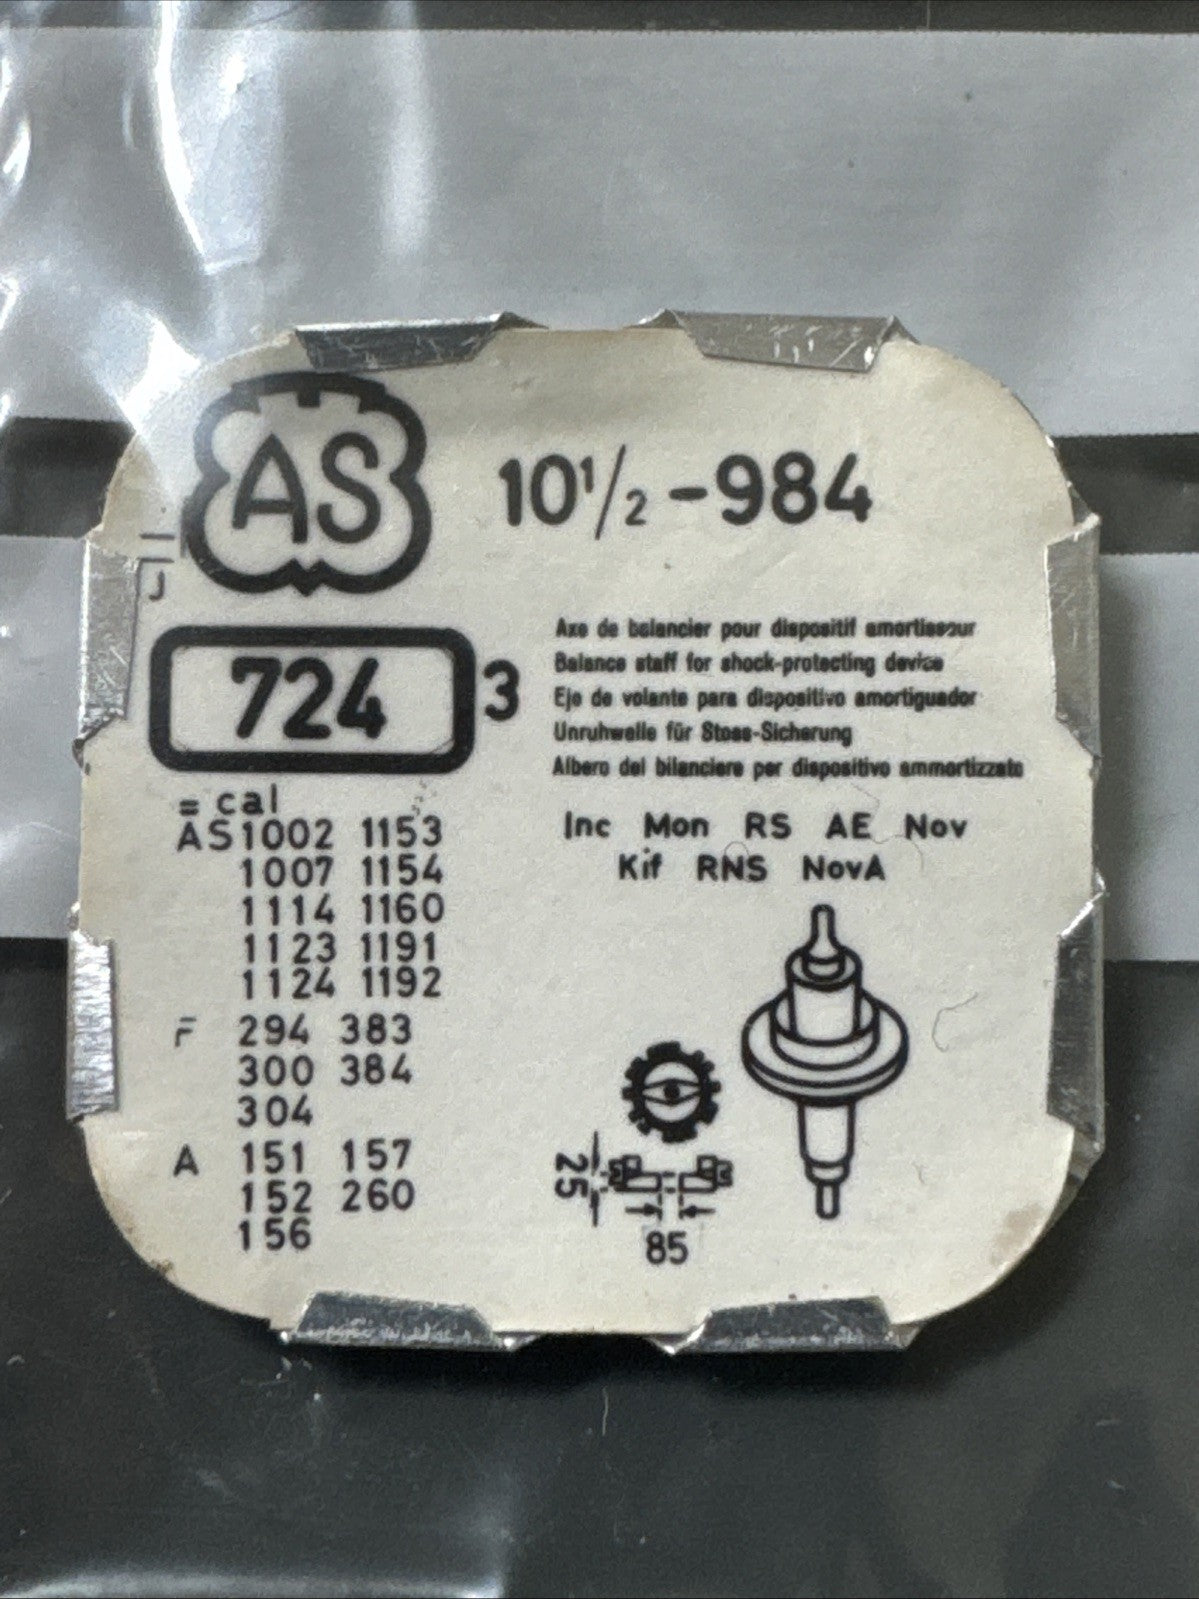 AS
10 1/2 -984
J
724 3
Axe de balancier pour dispositif amortisseur
Balance staff for shock-protecting device
Eje de volante para dispositivo amortiguador
Unruhwelle für Stoss-Sicherung
Albero del bilanciere per dispositivo ammortizzato
Inc Mon RS AE Nov
Kif RNS NovA
= cal
AS 1002 1153
1007 1154
1114 1160
1123 1191
1124 1192
F 294 383
300 384
304
A 151 157
152 260
156
25
85